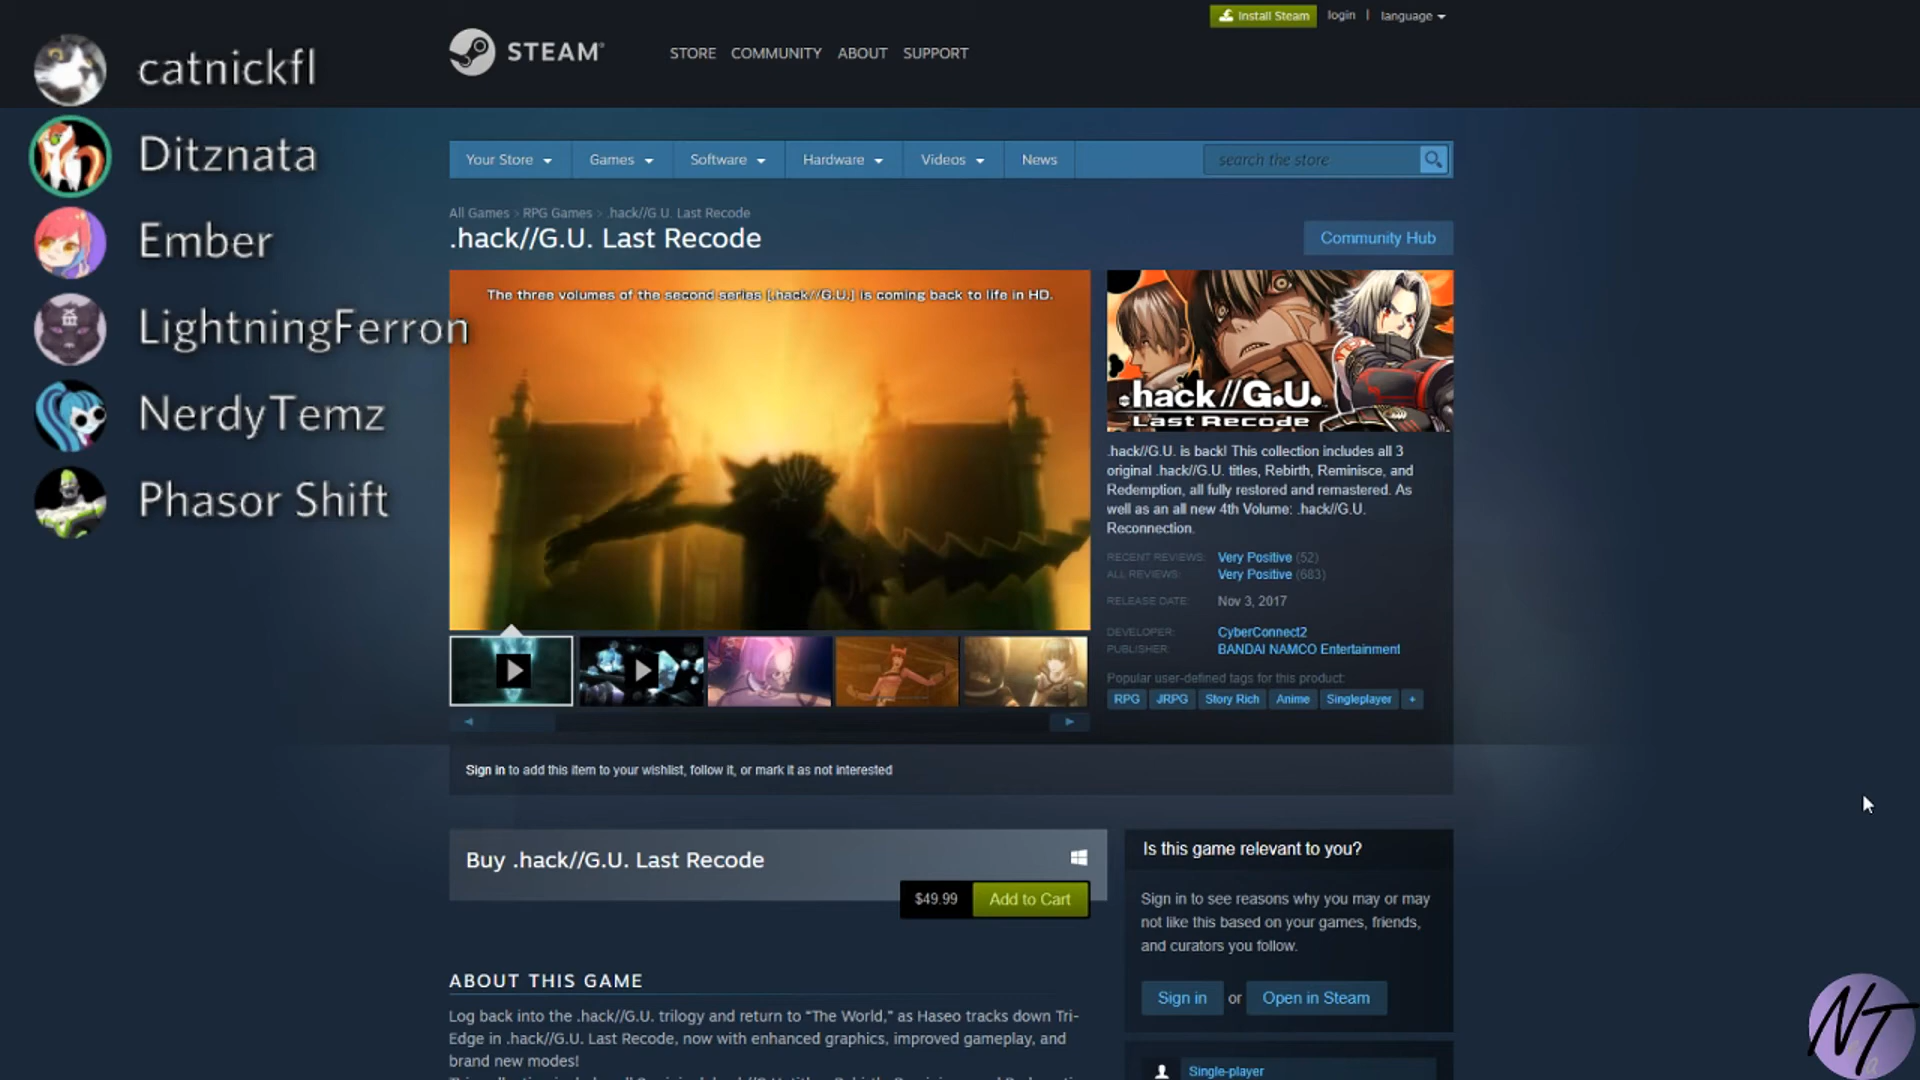 Install Steam
login
language
STEAM
STORE
COMMUNITY
ABOUT
SUPPORT
catnickfl
Ditznata
Ember
LightningFerron
NerdyTemz
Phasor Shift
Your Store
Games
Software
Hardware
Videos
News
search the store
All Games > RPG Games > .hack//G.U. Last Recode
.hack//G.U. Last Recode
Community Hub
The three volumes of the second series [.hack//G.U.] is coming back to life in HD.
.hack//G.U.
Last Recode
.hack//G.U. is back! This collection includes all 3
original .hack//G.U. titles, Rebirth, Reminisce, and
Redemption, all fully restored and remastered. As
well as an all new 4th Volume: .hack//G.U.
Reconnection.
RECENT REVIEWS: Very Positive (52)
ALL REVIEWS: Very Positive (683)
RELEASE DATE: Nov 3, 2017
DEVELOPER: CyberConnect2
PUBLISHER: BANDAI NAMCO Entertainment
Popular user-defined tags for this product:
RPG JRPG Story Rich Anime Singleplayer +
Sign in to add this item to your wishlist, follow it, or mark it as not interested
Buy .hack//G.U. Last Recode
$49.99 Add to Cart
Is this game relevant to you?
Sign in to see reasons why you may or may
not like this based on your games, friends,
and curators you follow.
Sign in or Open in Steam
Single-player
ABOUT THIS GAME
Log back into the .hack//G.U. trilogy and return to “The World,” as Haseo tracks down Tri-
Edge in .hack//G.U. Last Recode, now with enhanced graphics, improved gameplay, and
brand new modes!
NT